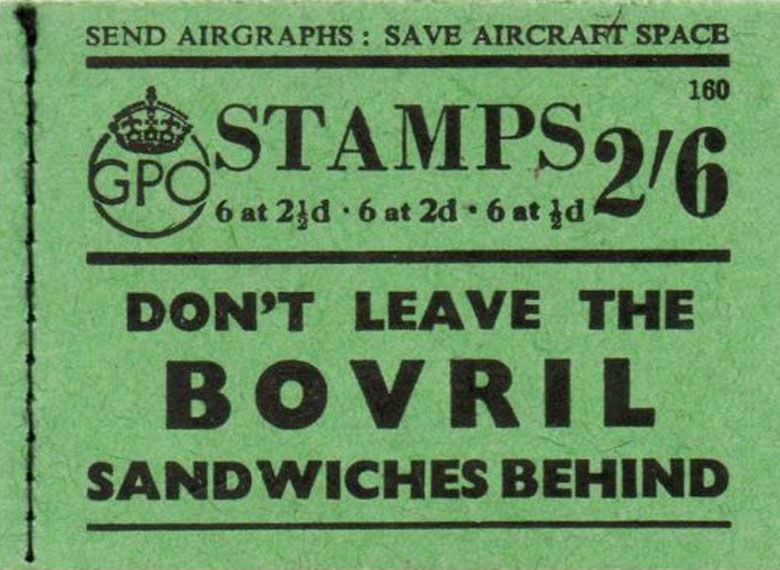 SEND AIRGRAPHS : SAVE AIRCRAFT SPACE
160
GPO
STAMPS 2/6
6 at 2½d · 6 at 2d · 6 at ½d
DON'T LEAVE THE
BOVRIL
SANDWICHES BEHIND